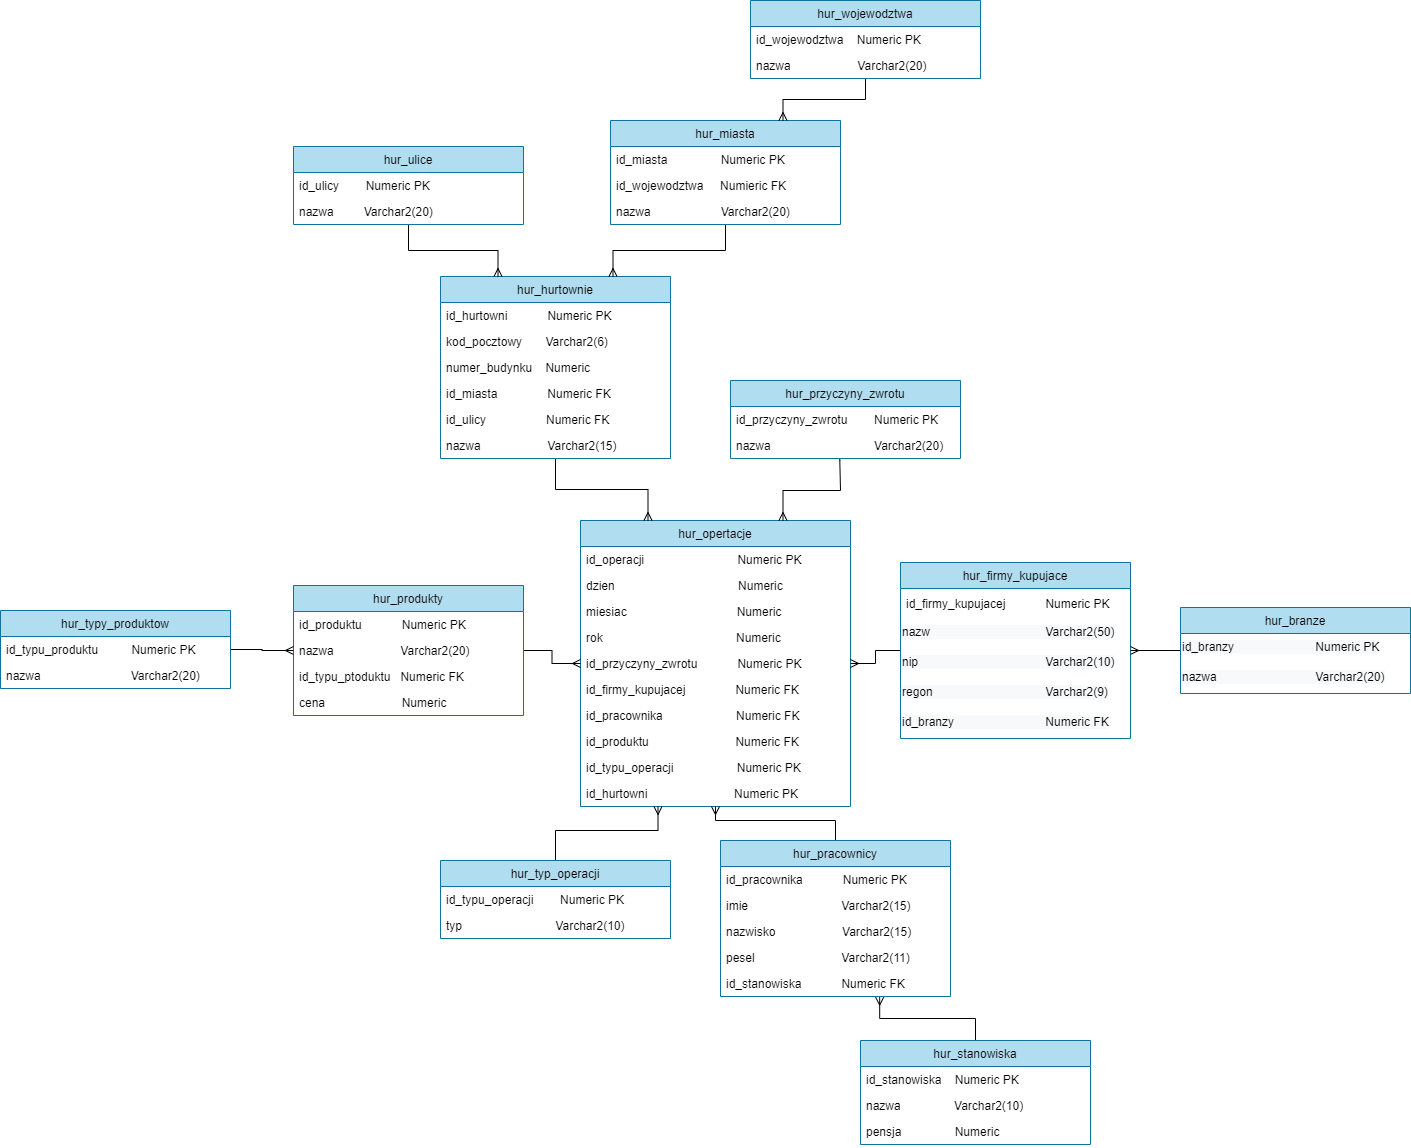 hur_wojewodztwa
id_wojewodztwa Numeric PK
nazwa Varchar2(20)
hur_miasta
id_miasta Numeric PK
id_wojewodztwa Numieric FK
nazwa Varchar2(20)
hur_ulice
id_ulicy Numeric PK
nazwa Varchar2(20)
hur_hurtownie
id_hurtowni Numeric PK
kod_pocztowy Varchar2(6)
numer_budynku Numeric
id_miasta Numeric FK
id_ulicy Numeric FK
nazwa Varchar2(15)
hur_przyczyny_zwrotu
id_przyczyny_zwrotu Numeric PK
nazwa Varchar2(20)
hur_opertacje
id_operacji Numeric PK
dzien Numeric
miesiac Numeric
rok Numeric
id_przyczyny_zwrotu Numeric PK
id_firmy_kupujacej Numeric FK
id_pracownika Numeric FK
id_produktu Numeric FK
id_typu_operacji Numeric PK
id_hurtowni Numeric PK
hur_typy_produktow
id_typu_produktu Numeric PK
nazwa Varchar2(20)
hur_produkty
id_produktu Numeric PK
nazwa Varchar2(20)
id_typu_ptoduktu Numeric FK
cena Numeric
hur_firmy_kupujace
id_firmy_kupujacej Numeric PK
nazw Varchar2(50)
nip Varchar2(10)
regon Varchar2(9)
id_branzy Numeric FK
hur_branze
id_branzy Numeric PK
nazwa Varchar2(20)
hur_typ_operacji
id_typu_operacji Numeric PK
typ Varchar2(10)
hur_pracownicy
id_pracownika Numeric PK
imie Varchar2(15)
nazwisko Varchar2(15)
pesel Varchar2(11)
id_stanowiska Numeric FK
hur_stanowiska
id_stanowiska Numeric PK
nazwa Varchar2(10)
pensja Numeric